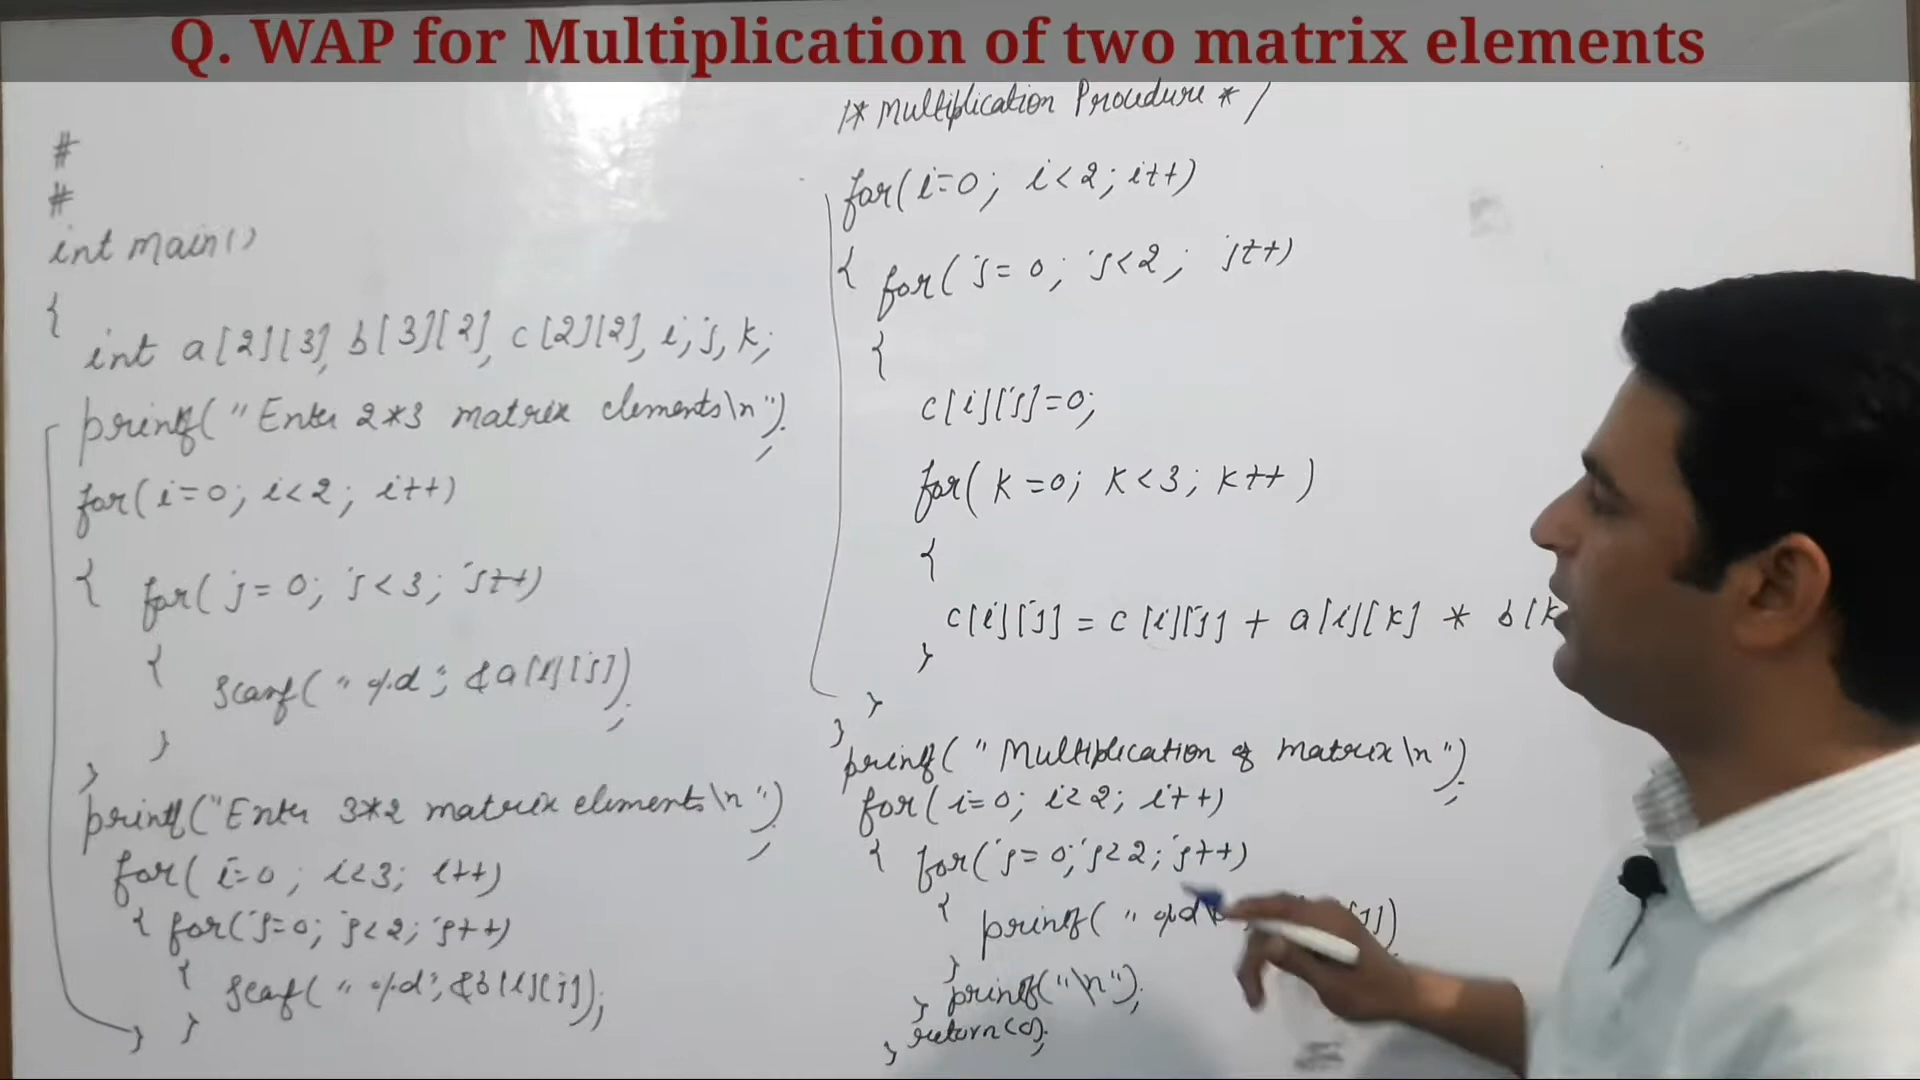 Q. WAP for Multiplication of two matrix elements
#
#
int main()
{
int a[2][3], b[3][2], c[2][2], i, j, k;
printf("Enter 2*3 matrix elements\n");
for(i=0; i<2; i++)
{ for(j=0; j<3; j++)
{
scanf("%d", &a[i][j]);
}
}
printf("Enter 3*2 matrix elements\n");
for(i=0; i<3; i++)
{ for(j=0; j<2; j++)
{
scanf("%d", &b[i][j]);
} }
/* Multiplication Procedure */
for(i=0; i<2; i++)
{ for(j=0; j<2; j++)
{
c[i][j]=0;
for(k=0; k<3; k++)
{
c[i][j] = c[i][j] + a[i][k] * b[k
}
}
}
printf("Multiplication of matrix\n");
for(i=0; i<2; i++)
{ for(j=0; j<2; j++)
{
printf("%d\ [j])
}
} printf("\n");
} return(0);